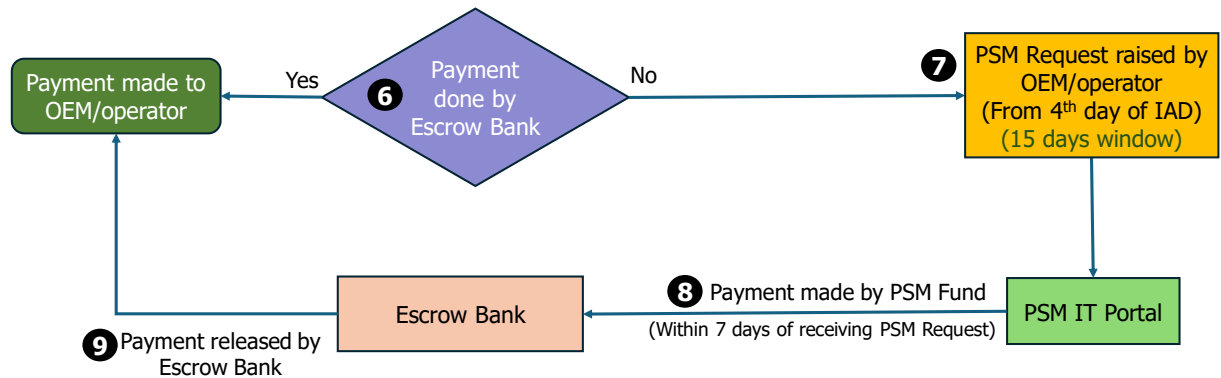 Payment made to
OEM/operator
Yes
6
Payment
done by
Escrow Bank
No
7
PSM Request raised by
OEM/operator
(From 4th day of IAD)
(15 days window)
9
Payment released by
Escrow Bank
Escrow Bank
8
Payment made by PSM Fund
(Within 7 days of receiving PSM Request)
PSM IT Portal